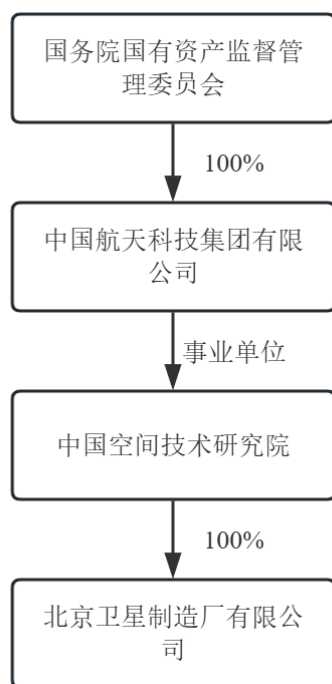 国务院国有资产监督管
理委员会
100%
中国航天科技集团有限
公司
事业单位
中国空间技术研究院
100%
北京卫星制造厂有限公
司